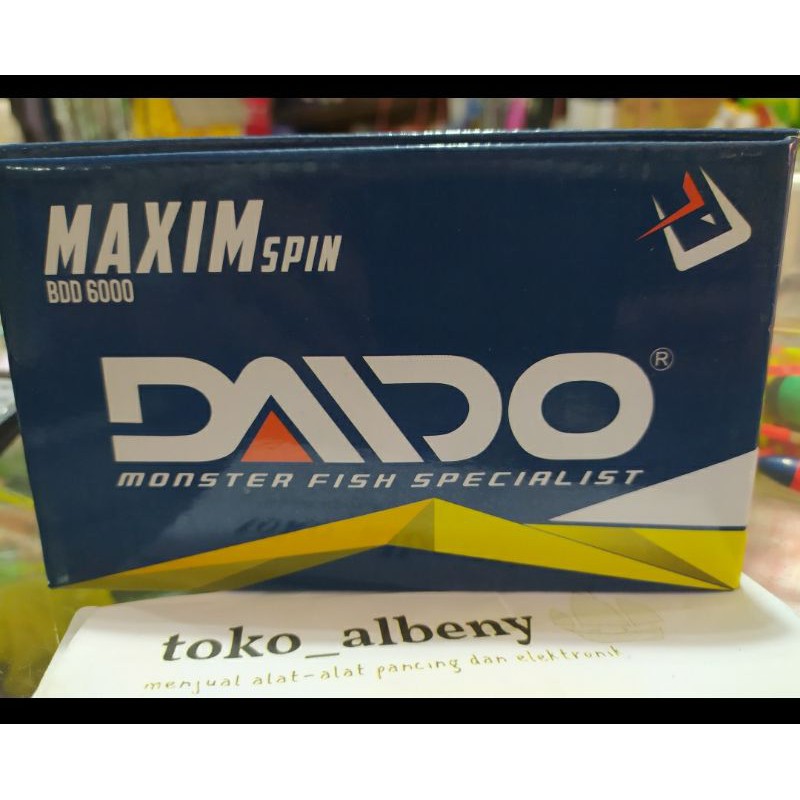 MAXIM SPIN
BDD 6000
DAIDO®
MONSTER FISH SPECIALIST
toko_albeny
menjual alat-alat pancing dan elektronik.